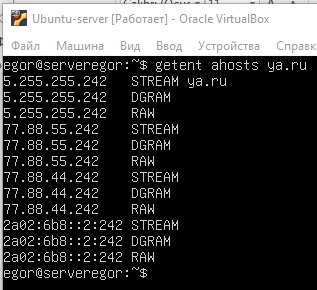 Ubuntu-server [Работает] - Oracle VirtualBox
Файл Машина Вид Ввод Устройства Справка
egor@serveregor:~$ getent ahosts ya.ru
5.255.255.242 STREAM ya.ru
5.255.255.242 DGRAM
5.255.255.242 RAW
77.88.55.242 STREAM
77.88.55.242 DGRAM
77.88.55.242 RAW
77.88.44.242 STREAM
77.88.44.242 DGRAM
77.88.44.242 RAW
2a02:6b8::2:242 STREAM
2a02:6b8::2:242 DGRAM
2a02:6b8::2:242 RAW
egor@serveregor:~$